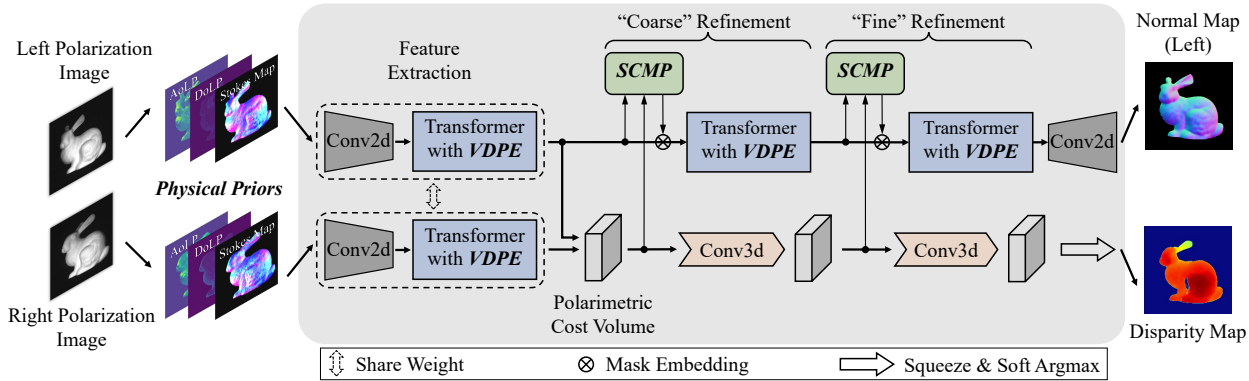 Left Polarization
Image
AoLP
DoLP
Stokes Map
Physical Priors
AoLP
DoLP
Stokes Map
Right Polarization
Image
Feature
Extraction
Conv2d
Transformer
with VDPE
Conv2d
Transformer
with VDPE
“Coarse” Refinement
SCMP
Transformer
with VDPE
“Fine” Refinement
SCMP
Transformer
with VDPE
Conv2d
Polarimetric
Cost Volume
Conv3d
Conv3d
Normal Map
(Left)
Disparity Map
Share Weight
Mask Embedding
Squeeze & Soft Argmax